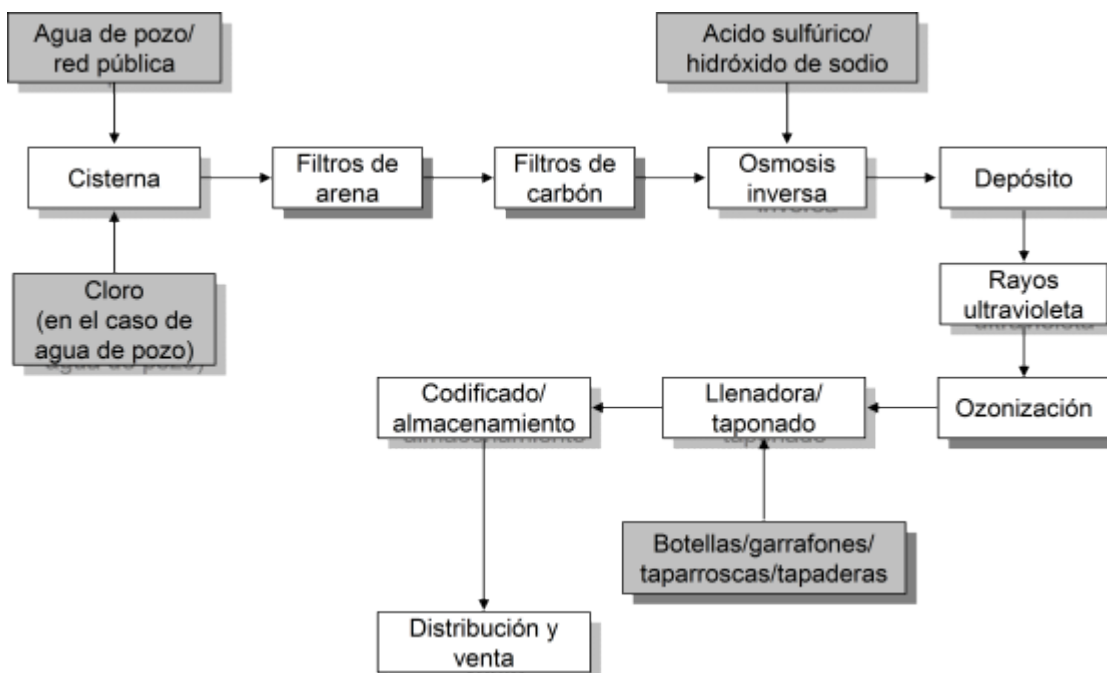 Agua de pozo/
red pública
Acido sulfúrico/
hidróxido de sodio
Cisterna
Filtros de
arena
Filtros de
carbón
Osmosis
inversa
Depósito
Cloro
(en el caso de
agua de pozo)
Rayos
ultravioleta
Codificado/
almacenamiento
Llenadora/
taponado
Ozonización
Botellas/garrafones/
taparroscas/tapaderas
Distribución y
venta